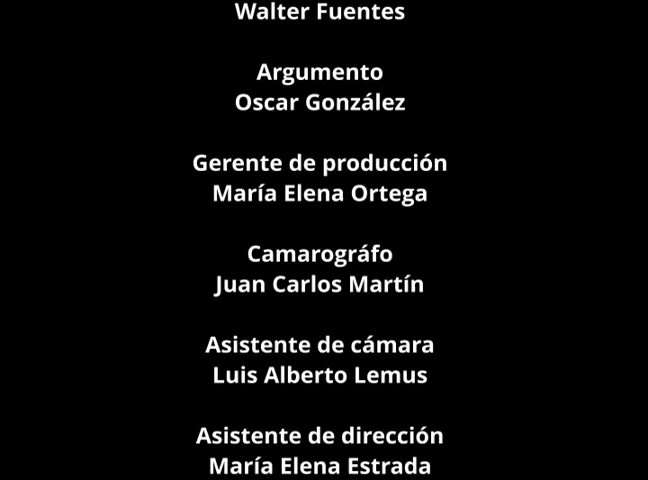 Walter Fuentes
Argumento
Oscar González
Gerente de producción
María Elena Ortega
Camarográfo
Juan Carlos Martín
Asistente de cámara
Luis Alberto Lemus
Asistente de dirección
María Elena Estrada